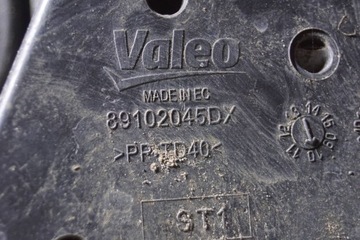 Valeo
MADE IN EC
89102045DX
>PP-TD40<
ST1